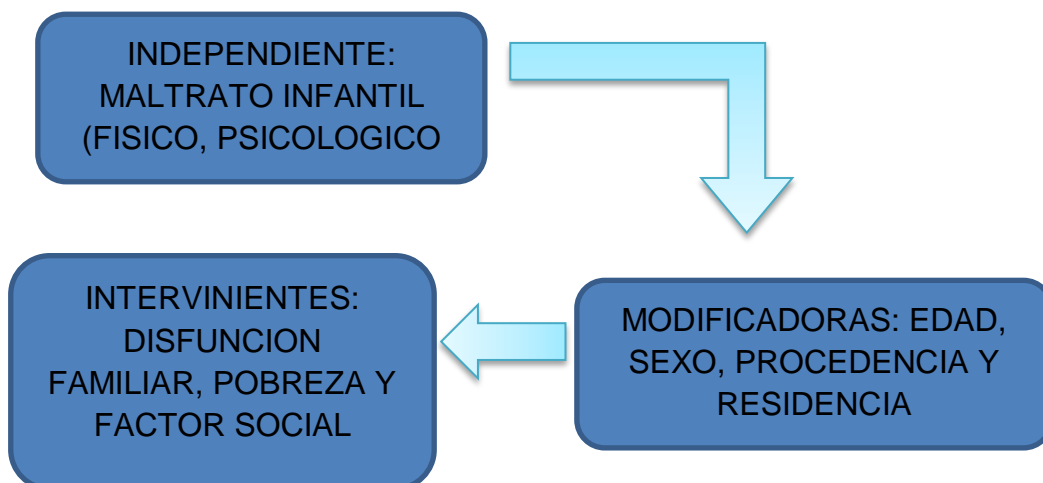 INDEPENDIENTE:
MALTRATO INFANTIL
(FISICO, PSICOLOGICO
MODIFICADORAS: EDAD,
SEXO, PROCEDENCIA Y
RESIDENCIA
INTERVINIENTES:
DISFUNCION
FAMILIAR, POBREZA Y
FACTOR SOCIAL